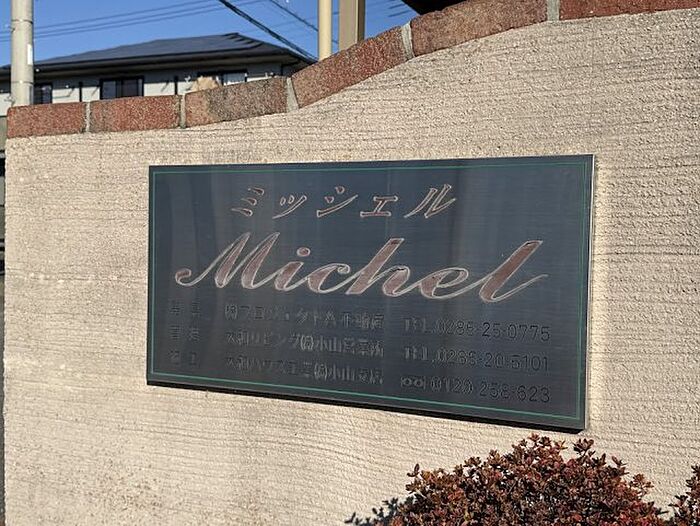 ミッシェル
Michel
㈱プロジェクトA不動産 TEL.0285-25-0775
大和リビング㈱小山営業所 TEL.0285-20-5101
大和ハウス工業㈱小山支店 0120-258-623